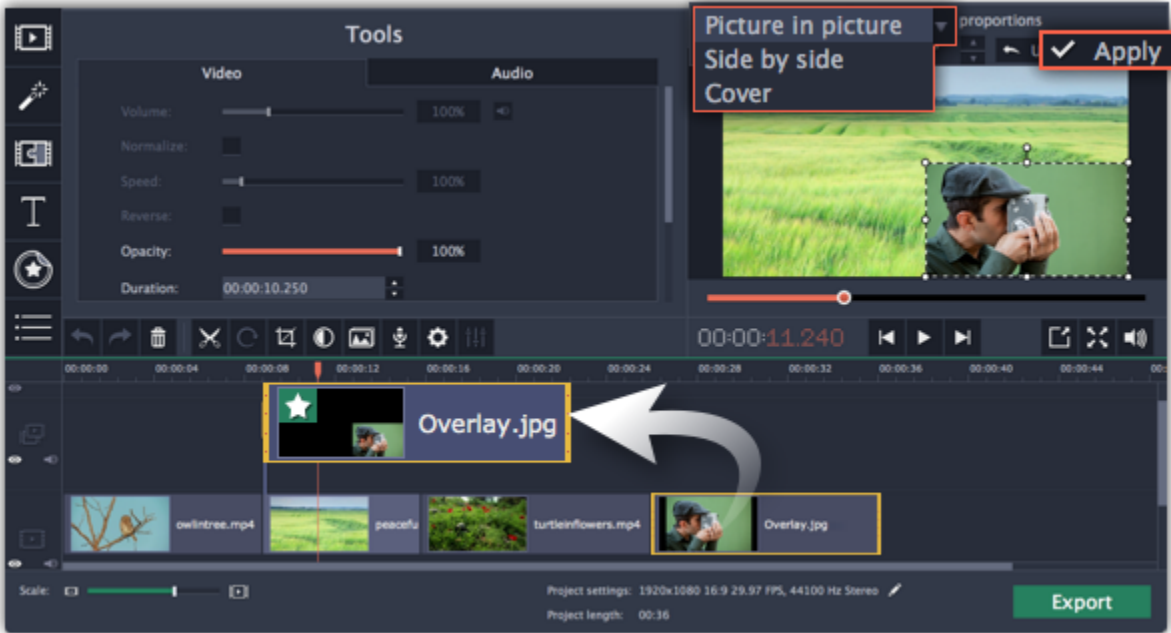 Tools
Video
Audio
Volume:
100%
Normalize:
Speed:
100%
Reverse:
Opacity:
100%
Duration:
00:00:10.250
Picture in picture
Side by side
Cover
proportions
U
Apply
T
00:00:11.240
00:00:00 00:00:04 00:00:08 00:00:12 00:00:16 00:00:20 00:00:24 00:00:28 00:00:32 00:00:36 00:00:40 00:00:44 00:
Overlay.jpg
owlintree.mp4
peacefu
turtleinflowers.mp4
Overlay.jpg
Scale:
Project settings: 1920x1080 16:9 29.97 FPS, 44100 Hz Stereo
Project length: 00:36
Export